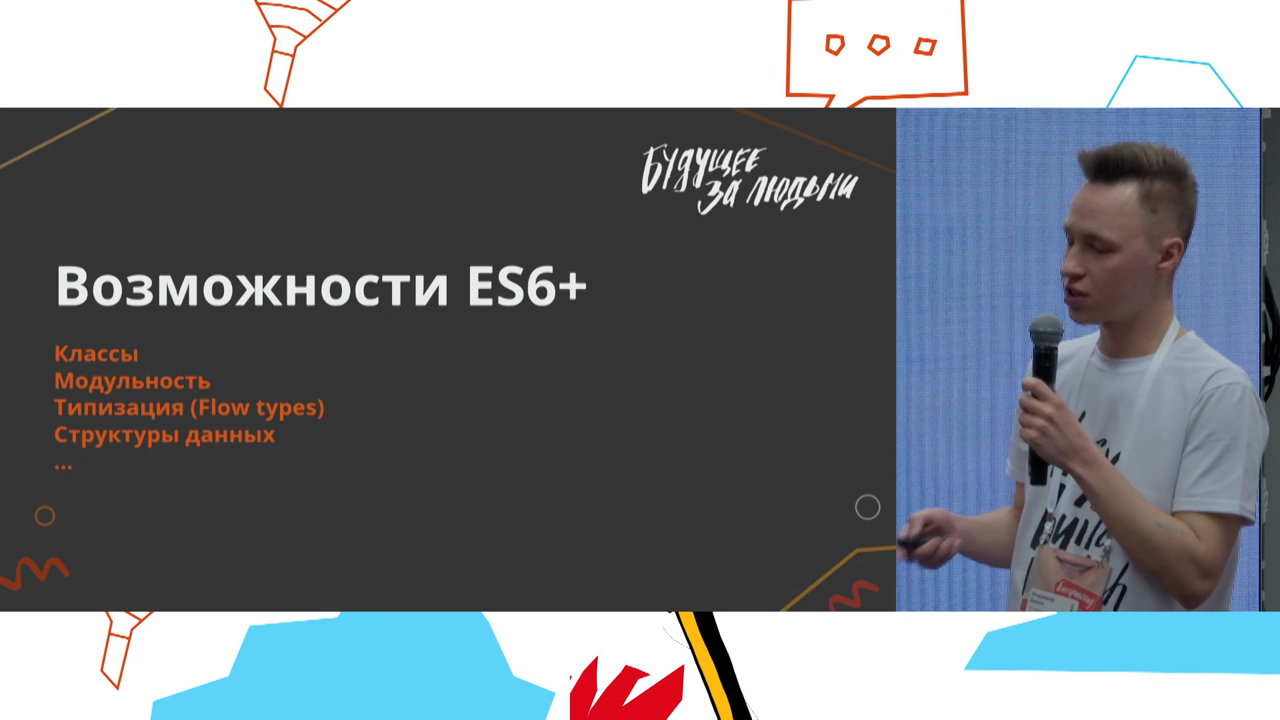 БУДУЩЕЕ
ЗА ЛЮДЬМИ
Возможности ES6+
Классы
Модульность
Типизация (Flow types)
Структуры данных
...